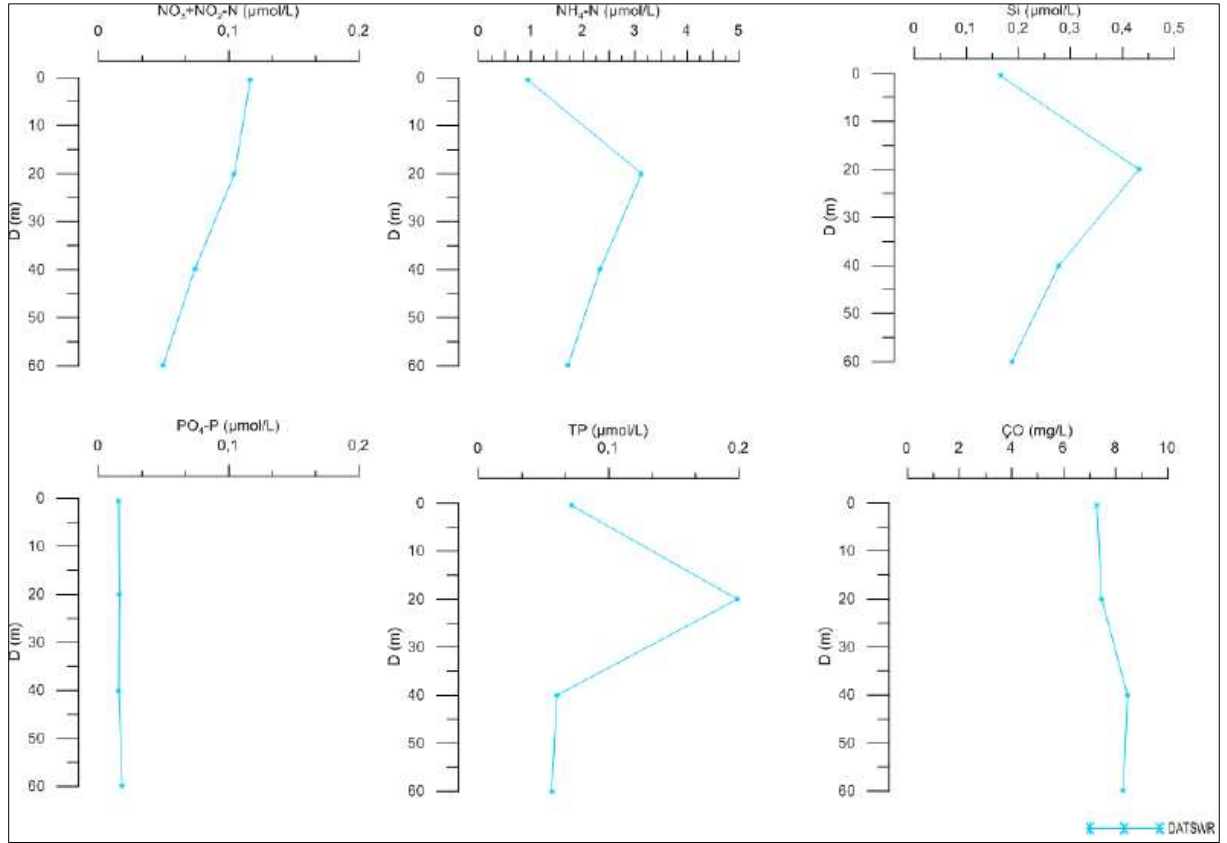 NO₃+NO₂-N (µmol/L)
0 0,1 0,2
0
10
20
30
40
50
60
D (m)
NH₄-N (µmol/L)
0 1 2 3 4 5
0
10
20
30
40
50
60
D (m)
Si (µmol/L)
0 0,1 0,2 0,3 0,4 0,5
0
10
20
30
40
50
60
D (m)
PO₄-P (µmol/L)
0 0,1 0,2
0
10
20
30
40
50
60
D (m)
TP (µmol/L)
0 0,1 0,2
0
10
20
30
40
50
60
D (m)
ÇO (mg/L)
0 2 4 6 8 10
0
10
20
30
40
50
60
D (m)
DATSWR